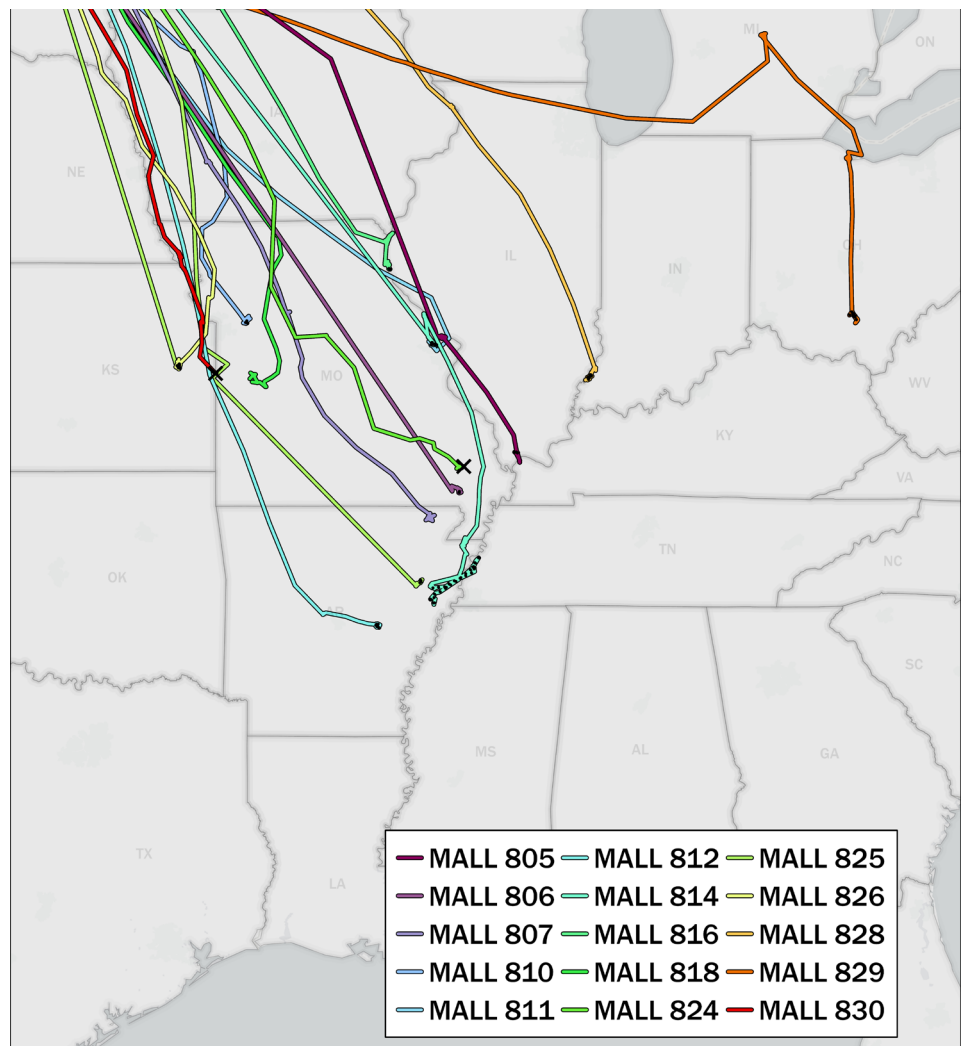 MI
ON
IA
NE
OH
IL
IN
KS
MO
WV
KY
VA
TN
NC
OK
AR
SC
MS
AL
GA
TX
LA
MALL 805 MALL 812 MALL 825
MALL 806 MALL 814 MALL 826
MALL 807 MALL 816 MALL 828
MALL 810 MALL 818 MALL 829
MALL 811 MALL 824 MALL 830